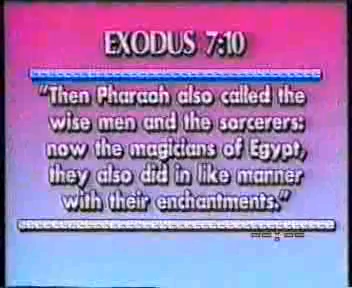 EXODUS 7:10
"Then Pharaoh also called the
wise men and the sorcerers:
now the magicians of Egypt,
they also did in like manner
with their enchantments."